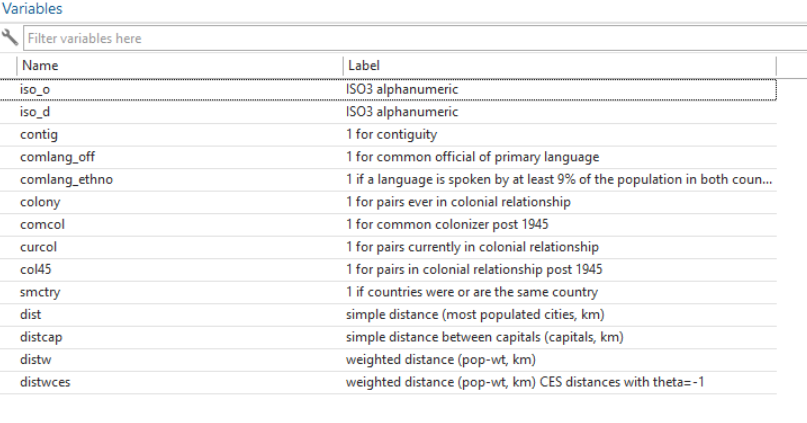 Variables
Filter variables here
Name Label
iso_o ISO3 alphanumeric
iso_d ISO3 alphanumeric
contig 1 for contiguity
comlang_off 1 for common official of primary language
comlang_ethno 1 if a language is spoken by at least 9% of the population in both coun...
colony 1 for pairs ever in colonial relationship
comcol 1 for common colonizer post 1945
curcol 1 for pairs currently in colonial relationship
col45 1 for pairs in colonial relationship post 1945
smctry 1 if countries were or are the same country
dist simple distance (most populated cities, km)
distcap simple distance between capitals (capitals, km)
distw weighted distance (pop-wt, km)
distwces weighted distance (pop-wt, km) CES distances with theta=-1